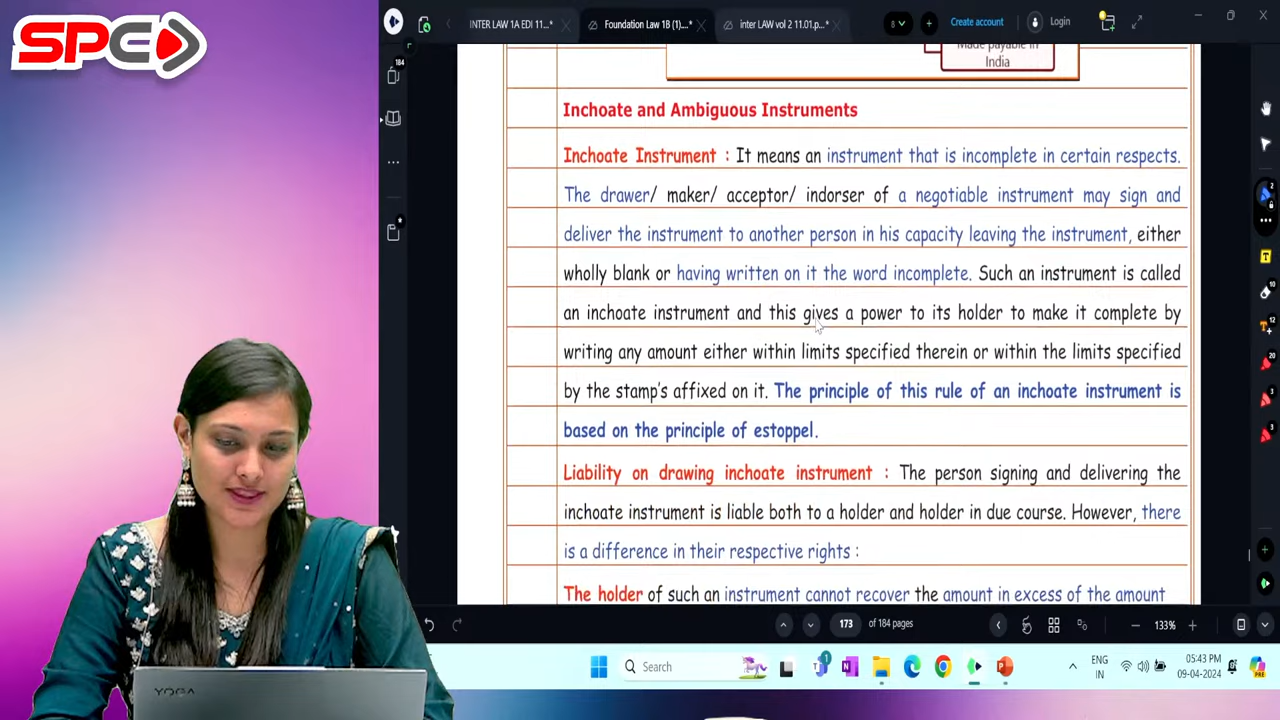 SPC
INTER LAW 1A EDI 11...*
Foundation Law 1B (1)....*
inter LAW vol 2 11.01.p...*
8
Create account
Login
184
Made payable in
India
Inchoate and Ambiguous Instruments
Inchoate Instrument : It means an instrument that is incomplete in certain respects.
The drawer/ maker/ acceptor/ indorser of a negotiable instrument may sign and
deliver the instrument to another person in his capacity leaving the instrument, either
wholly blank or having written on it the word incomplete. Such an instrument is called
an inchoate instrument and this gives a power to its holder to make it complete by
writing any amount either within limits specified therein or within the limits specified
by the stamp's affixed on it. The principle of this rule of an inchoate instrument is
based on the principle of estoppel.
Liability on drawing inchoate instrument : The person signing and delivering the
inchoate instrument is liable both to a holder and holder in due course. However, there
is a difference in their respective rights :
The holder of such an instrument cannot recover the amount in excess of the amount
173 of 184 pages
133%
Search
ENG
IN
05:43 PM
09-04-2024
YOGA